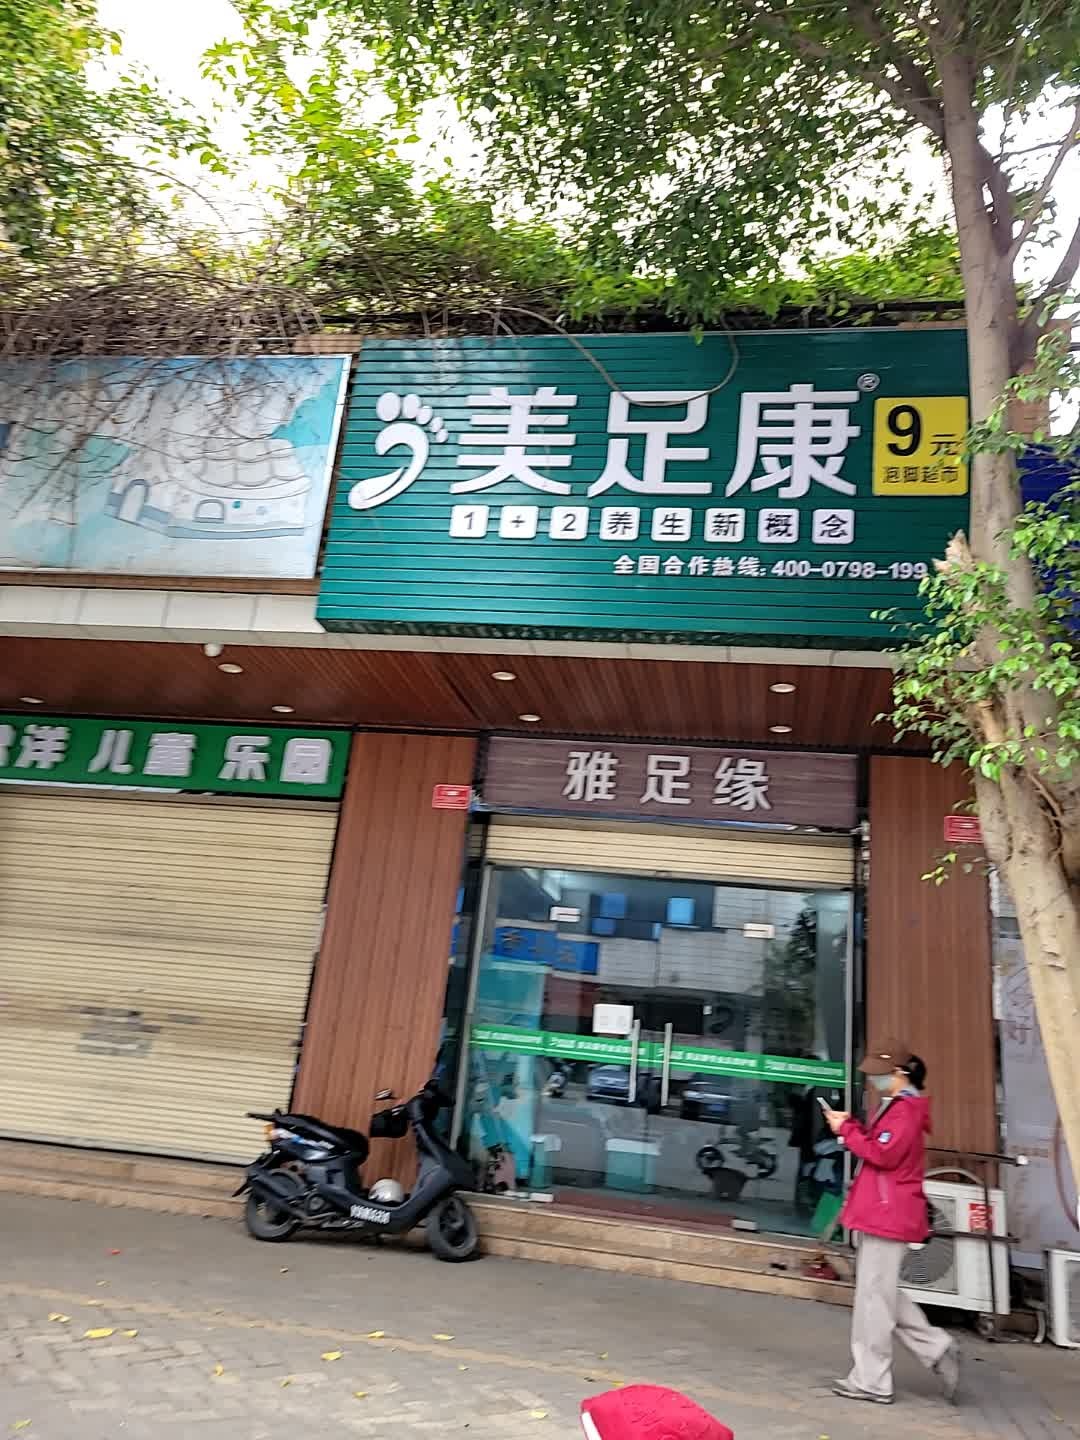 美足康®
9元
泡脚超市
1+2养生新概念
全国合作热线:400-0798-199
洋儿童乐园
雅足缘